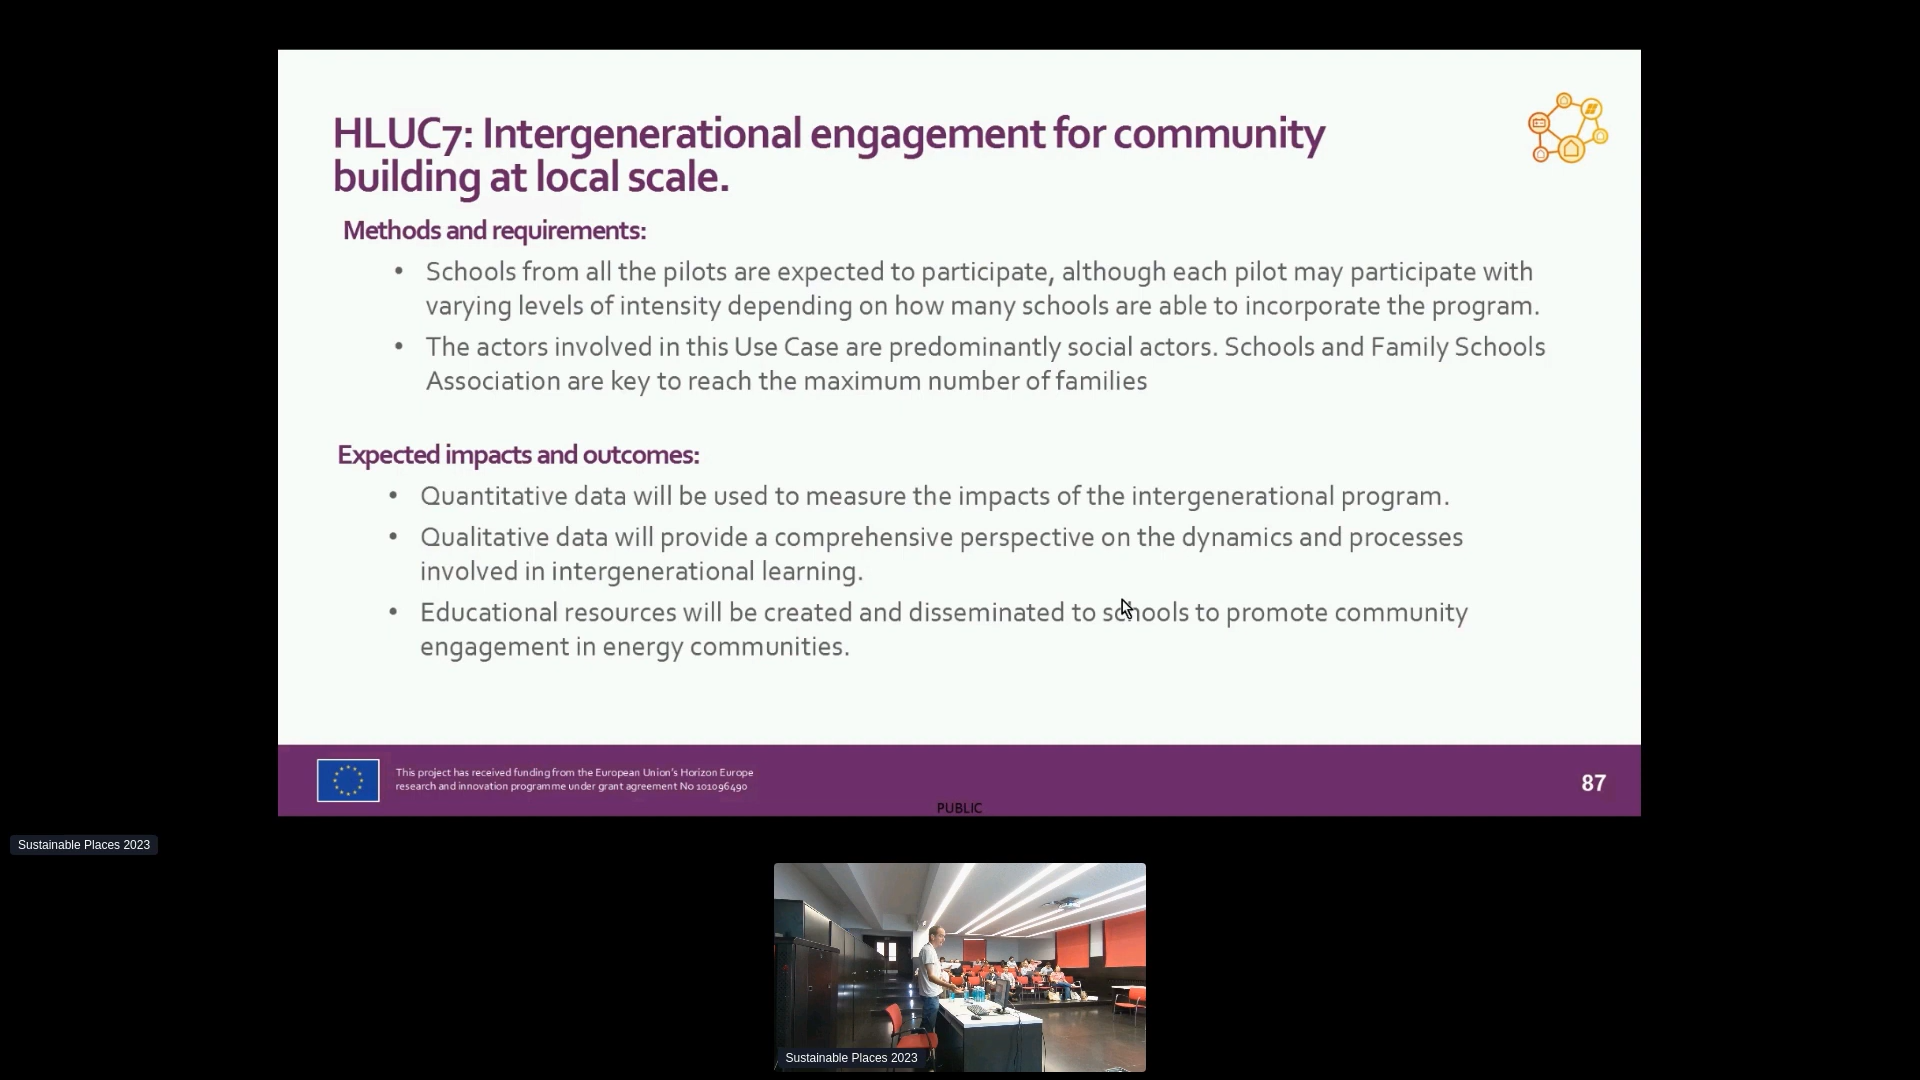 HLUC7: Intergenerational engagement for community
building at local scale.
Methods and requirements:
• Schools from all the pilots are expected to participate, although each pilot may participate with
varying levels of intensity depending on how many schools are able to incorporate the program.
• The actors involved in this Use Case are predominantly social actors. Schools and Family Schools
Association are key to reach the maximum number of families
Expected impacts and outcomes:
• Quantitative data will be used to measure the impacts of the intergenerational program.
• Qualitative data will provide a comprehensive perspective on the dynamics and processes
involved in intergenerational learning.
• Educational resources will be created and disseminated to schools to promote community
engagement in energy communities.
This project has received funding from the European Union's Horizon Europe
research and innovation programme under grant agreement No 101096490
87
PUBLIC
Sustainable Places 2023
Sustainable Places 2023